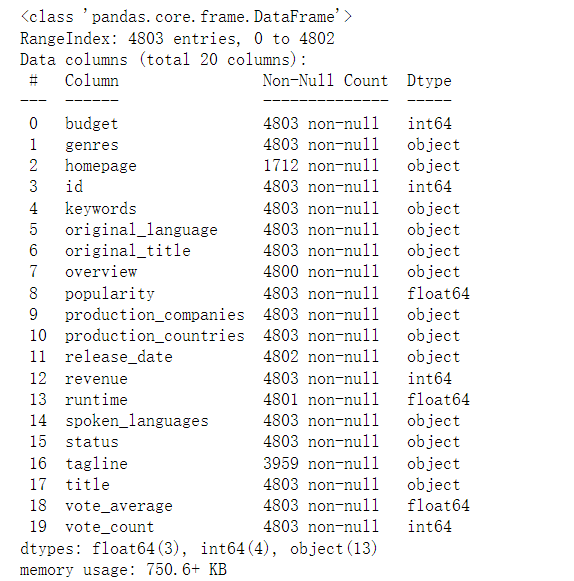 <class 'pandas.core.frame.DataFrame'>
RangeIndex: 4803 entries, 0 to 4802
Data columns (total 20 columns):
 #   Column                Non-Null Count  Dtype
---  ------                --------------  -----
 0   budget                4803 non-null   int64
 1   genres                4803 non-null   object
 2   homepage              1712 non-null   object
 3   id                    4803 non-null   int64
 4   keywords              4803 non-null   object
 5   original_language     4803 non-null   object
 6   original_title        4803 non-null   object
 7   overview              4800 non-null   object
 8   popularity            4803 non-null   float64
 9   production_companies  4803 non-null   object
 10  production_countries  4803 non-null   object
 11  release_date          4802 non-null   object
 12  revenue               4803 non-null   int64
 13  runtime               4801 non-null   float64
 14  spoken_languages      4803 non-null   object
 15  status                4803 non-null   object
 16  tagline               3959 non-null   object
 17  title                 4803 non-null   object
 18  vote_average          4803 non-null   float64
 19  vote_count            4803 non-null   int64
dtypes: float64(3), int64(4), object(13)
memory usage: 750.6+ KB